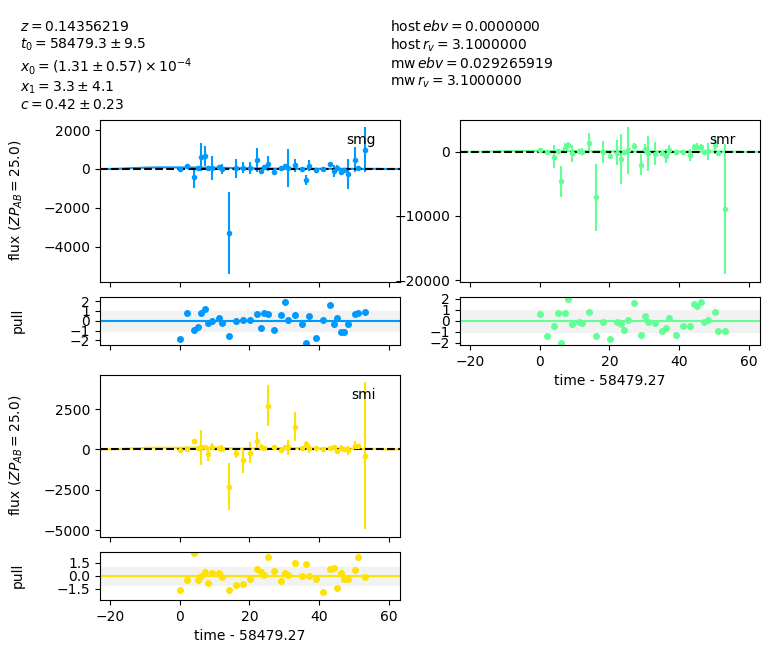 z = 0.14356219
t₀ = 58479.3 ± 9.5
x₀ = (1.31 ± 0.57) × 10⁻⁴
x₁ = 3.3 ± 4.1
c = 0.42 ± 0.23
host ebv = 0.0000000
host r_v = 3.1000000
mw ebv = 0.029265919
mw r_v = 3.1000000
smg
flux (ZP_AB = 25.0)
2000
0
−2000
−4000
smr
0
−10000
−20000
pull
2
1
0
−1
−2
2
1
0
−1
−2
−20
0
20
40
60
time - 58479.27
smi
flux (ZP_AB = 25.0)
2500
0
−2500
−5000
pull
1.5
0.0
−1.5
−20
0
20
40
60
time - 58479.27